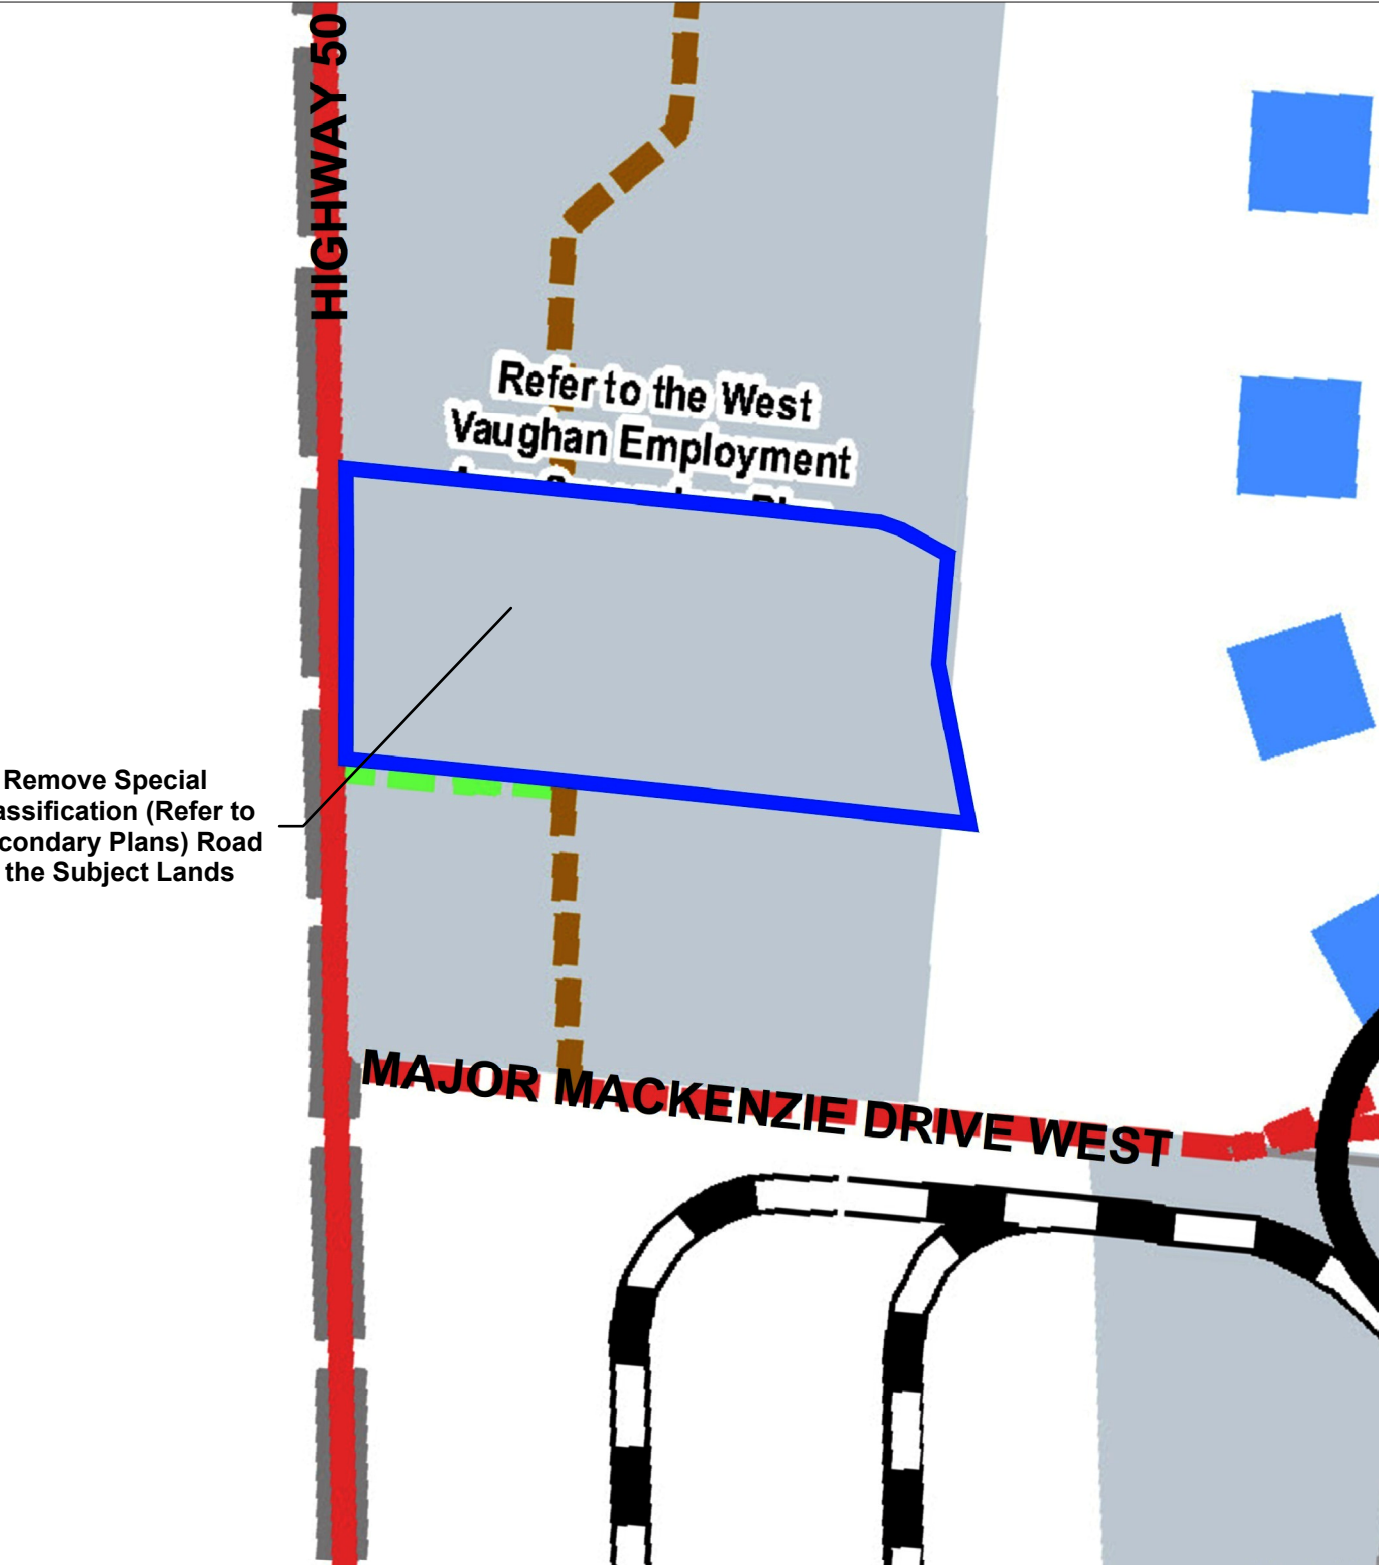 HIGHWAY 50
Refer to the West
Vaughan Employment
Remove Special
assification (Refer to
condary Plans) Road
the Subject Lands
MAJOR MACKENZIE DRIVE WEST